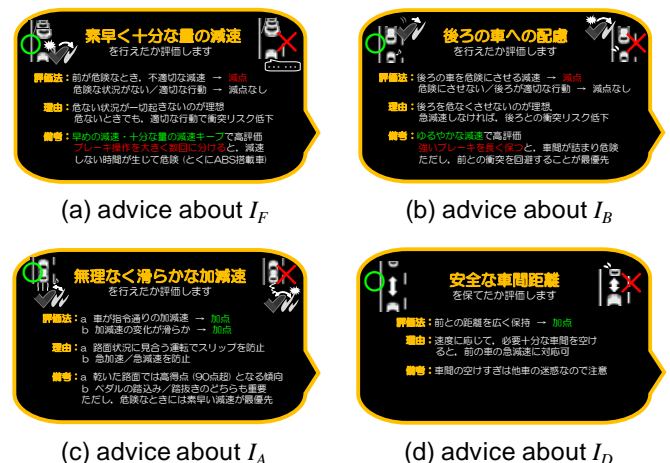 素早く十分な量の減速
を行えたか評価します
評価法：前が危険なとき、不適切な減速 → 減点
危険な状況がない／適切な行動 → 減点なし
理由：危ない状況が一切起きないのが理想
危ないときでも、適切な行動で衝突リスク低下
備考：早めの減速・十分な量の減速キープで高評価
ブレーキ操作を大きく数回に分けると、減速
しない時間が生じて危険 (とくにABS搭載車)
(a) advice about I_F
後ろの車への配慮
を行えたか評価します
評価法：後ろの車を危険にさせる減速 → 減点
危険にさせない／後ろが適切な行動 → 減点なし
理由：後ろを危なくさせないのが理想、
急減速しなければ、後ろとの衝突リスク低下
備考：ゆるやかな減速で高評価
強いブレーキを長く保つと、車間が詰まり危険
ただし、前との衝突を回避することが最優先
(b) advice about I_B
無理なく滑らかな加減速
を行えたか評価します
評価法：a 車が指令通りの加減速 → 加点
b 加減速の変化が滑らか → 加点
理由：a 路面状況に見合う運転でスリップを防止
b 急加速／急減速を防止
備考：a 乾いた路面では高得点 (90点超) となる傾向
b ペダルの踏込み／踏抜きのどちらも重要
ただし、危険なときには素早い減速が最優先
(c) advice about I_A
安全な車間距離
を保てたか評価します
評価法：前との距離を広く保持 → 加点
理由：速度に応じて、必要十分な車間を空け
ると、前の車の急減速に対応可
備考：車間の空けすぎは他車の迷惑なので注意
(d) advice about I_D